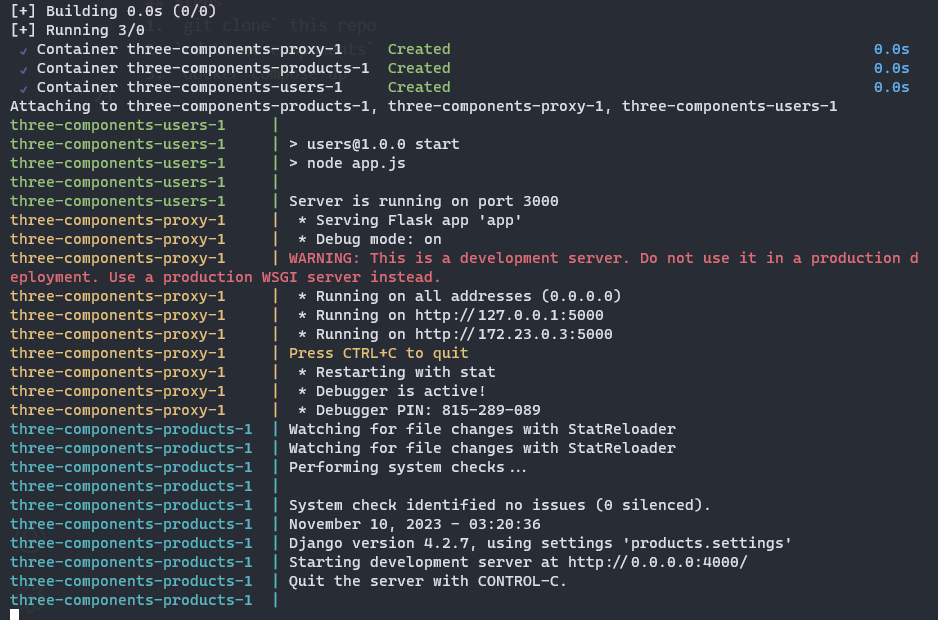 [+] Building 0.0s (0/0)
[+] Running 3/0
✓ Container three-components-proxy-1 Created 0.0s
✓ Container three-components-products-1 Created 0.0s
✓ Container three-components-users-1 Created 0.0s
Attaching to three-components-products-1, three-components-proxy-1, three-components-users-1
three-components-users-1 |
three-components-users-1 | > users@1.0.0 start
three-components-users-1 | > node app.js
three-components-users-1 |
three-components-users-1 | Server is running on port 3000
three-components-proxy-1 | * Serving Flask app 'app'
three-components-proxy-1 | * Debug mode: on
three-components-proxy-1 | WARNING: This is a development server. Do not use it in a production d
eployment. Use a production WSGI server instead.
three-components-proxy-1 | * Running on all addresses (0.0.0.0)
three-components-proxy-1 | * Running on http://127.0.0.1:5000
three-components-proxy-1 | * Running on http://172.23.0.3:5000
three-components-proxy-1 | Press CTRL+C to quit
three-components-proxy-1 | * Restarting with stat
three-components-proxy-1 | * Debugger is active!
three-components-proxy-1 | * Debugger PIN: 815-289-089
three-components-products-1 | Watching for file changes with StatReloader
three-components-products-1 | Watching for file changes with StatReloader
three-components-products-1 | Performing system checks...
three-components-products-1 |
three-components-products-1 | System check identified no issues (0 silenced).
three-components-products-1 | November 10, 2023 - 03:20:36
three-components-products-1 | Django version 4.2.7, using settings 'products.settings'
three-components-products-1 | Starting development server at http://0.0.0.0:4000/
three-components-products-1 | Quit the server with CONTROL-C.
three-components-products-1 |